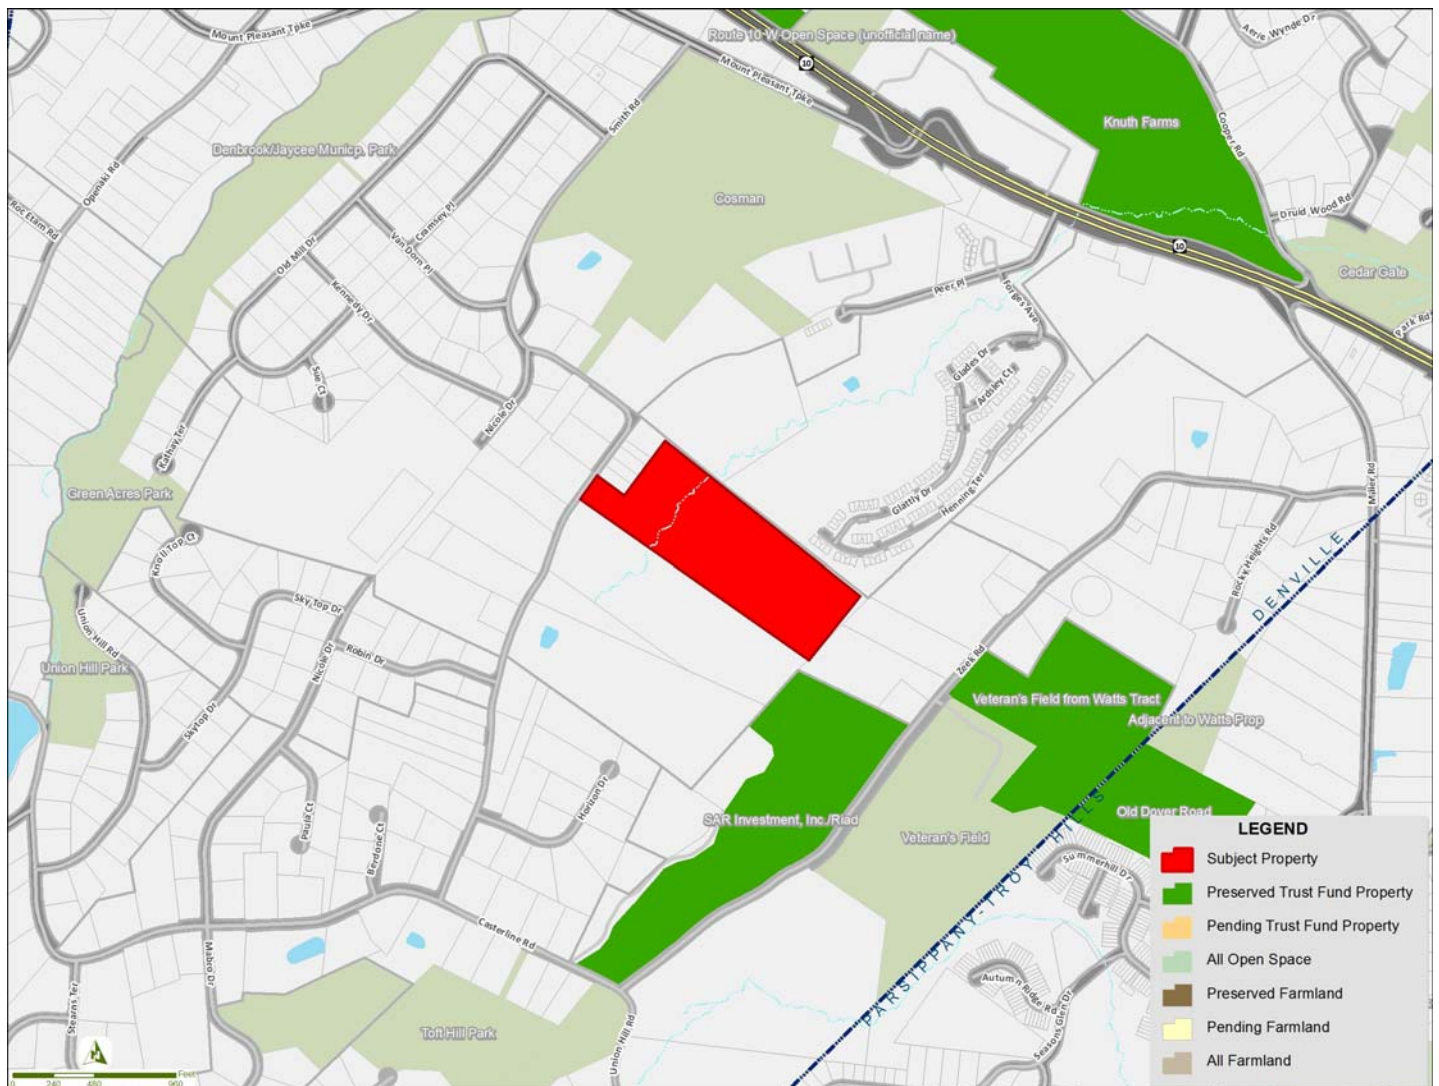 Mount Pleasant Tpke
Route 10 W Open Space (unofficial name)
Aerie Wynde Dr
10
Mount Pleasant Tpke
Smith Rd
Knuth Farms
Cooper Rd
Denbrook/Jaycee Municp. Park
Openaki Rd
Roc Etam Rd
Cosman
Cramsey Pl
Van Dorn Pl
Old Mill Dr
Druid Wood Rd
10
Cedar Gate
Kennedy Dr
Peer Pl
Forges Ave
Park Rd
Glades Dr
Ardsley Ct
Sue Ct
Nicole Dr
Kathay Ter
Green Acres Park
Glattly Dr
Henning Ter
Miller Rd
Knoll Top Ct
Rocky Heights Rd
DENVILLE
Sky Top Dr
Union Hill Rd
Robin Dr
Nicole Dr
Union Hill Park
Zeek Rd
Skytop Dr
Veteran's Field from Watts Tract
Adjacent to Watts Prop
Horizon Dr
Paula Ct
Berdone Ct
SAR Investment, Inc./Riad
Veteran's Field
Old Dover Road
PARSIPPANY-TROY HILLS
Summerhill Dr
Casterline Rd
Mabro Dr
Stearns Ter
Toft Hill Park
Union Hill Rd
Autumn Ridge Rd
Seasons Glen Dr
LEGEND
Subject Property
Preserved Trust Fund Property
Pending Trust Fund Property
All Open Space
Preserved Farmland
Pending Farmland
All Farmland
Feet
0 240 480 960